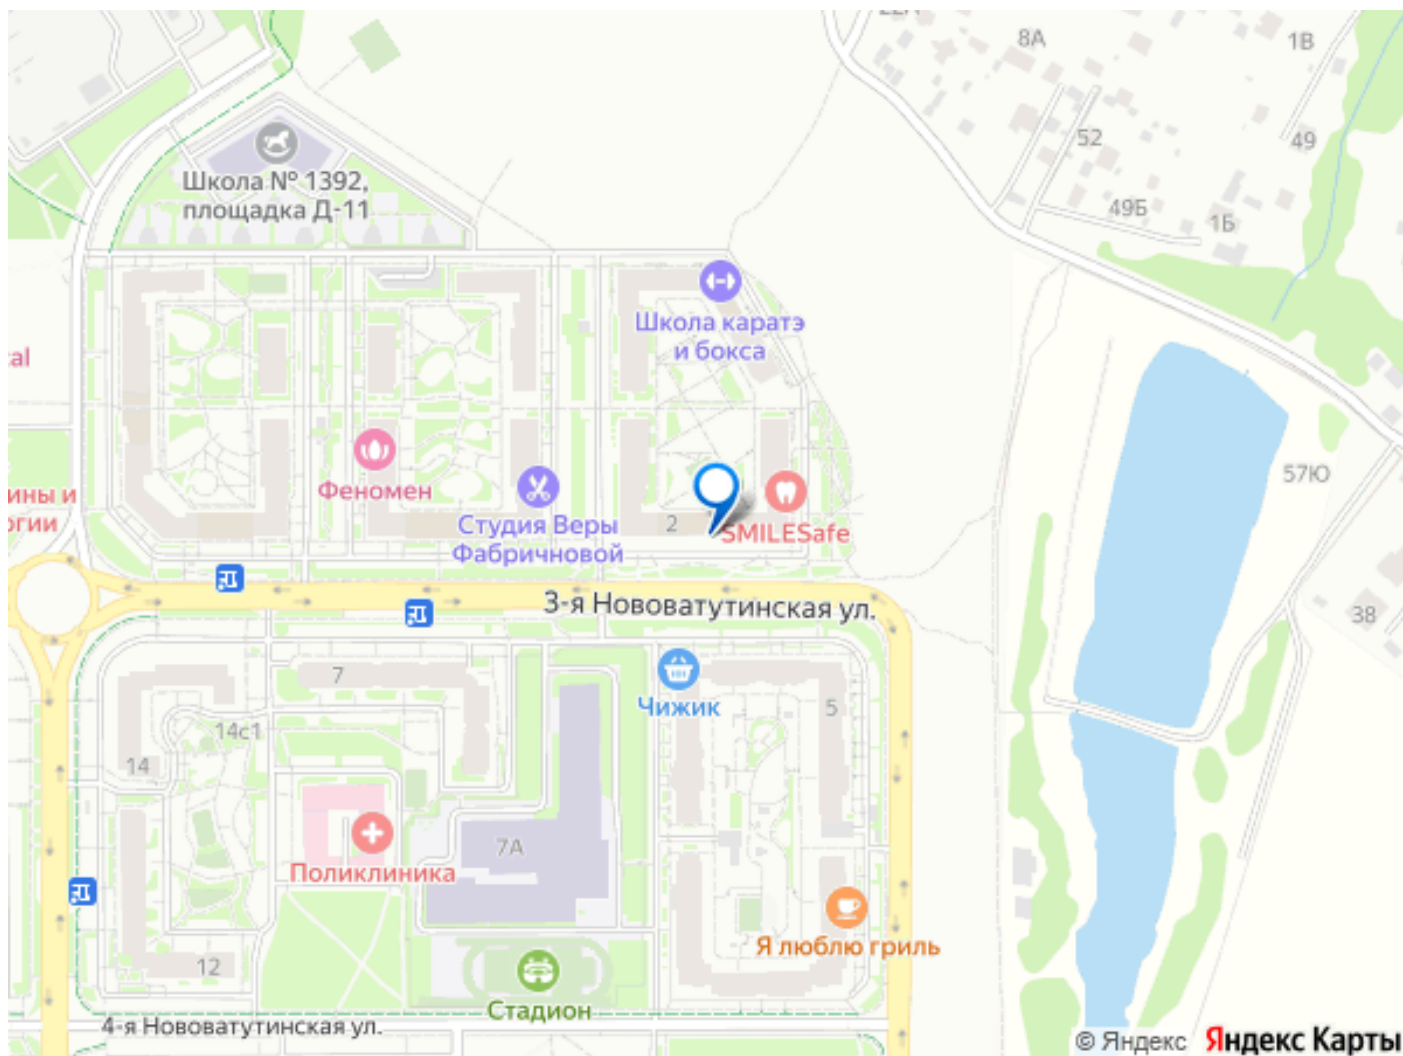 8А
1В
52
49
Школа № 1392,
площадка Д-11
49Б
1Б
Школа каратэ
и бокса
al
57Ю
Феномен
ины и
огии
Студия Веры
Фабричновой
2
SMILESafe
3-я Нововатутинская ул.
38
7
Чижик
5
14с1
14
7А
Поликлиника
Я люблю гриль
12
Стадион
4-я Нововатутинская ул.
© Яндекс Яндекс Карты